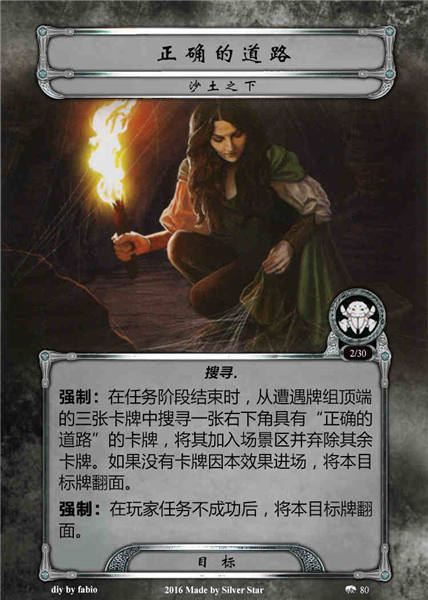 正确的道路
沙土之下
2/30
搜寻.
强制：在任务阶段结束时，从遭遇牌组顶端
的三张卡牌中搜寻一张右下角具有“正确的
道路”的卡牌，将其加入场景区并弃除其余
卡牌。如果没有卡牌因本效果进场，将本目
标牌翻面。
强制：在玩家任务不成功后，将本目标牌翻
面。
目标
diy by fabio
2016 Made by Silver Star
80